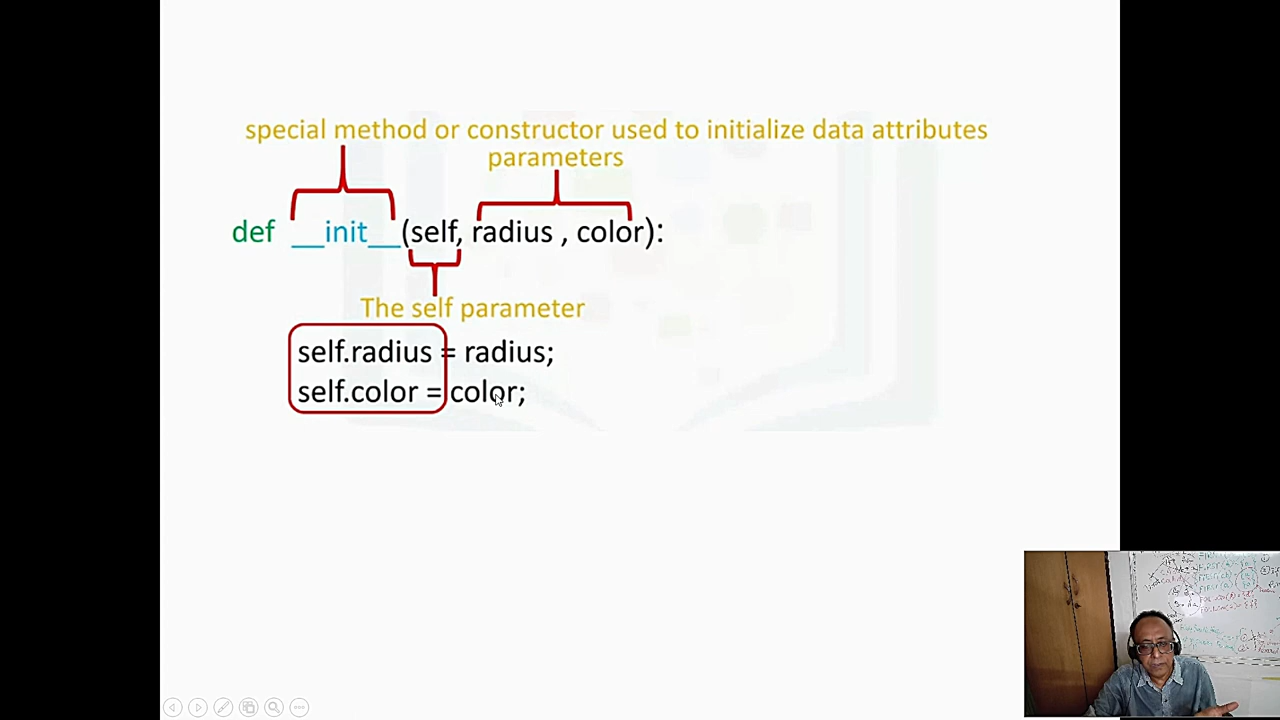 special method or constructor used to initialize data attributes
parameters
def __init__(self, radius , color):
The self parameter
self.radius = radius;
self.color = color;